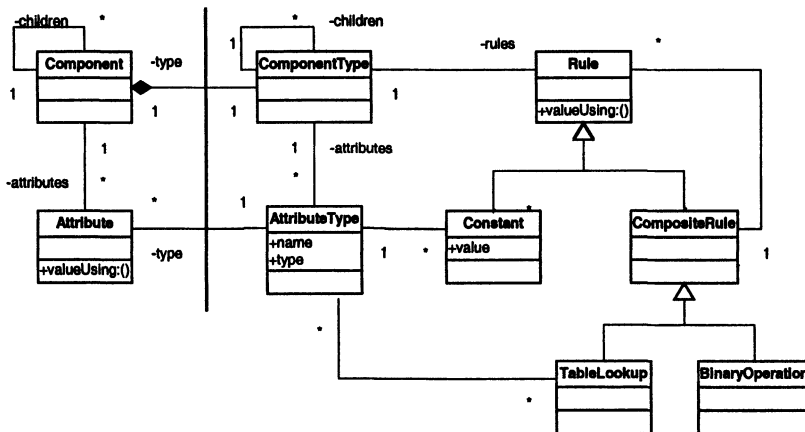 -children
*
*
-children
-type
-rules
*
Component
1
ComponentType
Rule
1
1
1
1
+valueUsing:()
1
1
-attributes
-attributes
*
*
*
1
*
Attribute
AttributeType
Constant
CompositeRule
+name
+value
+type
1
*
1
+valueUsing:()
-type
*
TableLookup
BinaryOperation
*